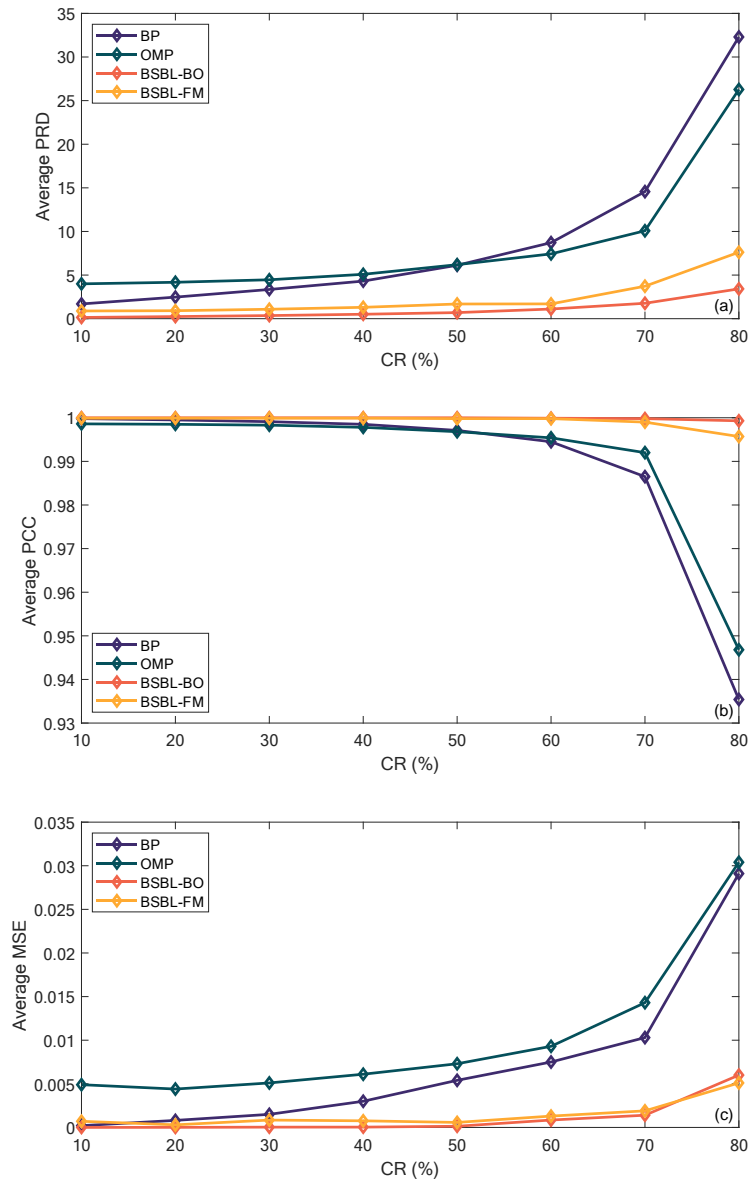 35
30
25
20
15
10
5
0
Average PRD
BP
OMP
BSBL-BO
BSBL-FM
(a)
10 20 30 40 50 60 70 80
CR (%)
1
0.99
0.98
0.97
0.96
0.95
0.94
0.93
Average PCC
BP
OMP
BSBL-BO
BSBL-FM
(b)
10 20 30 40 50 60 70 80
CR (%)
0.035
0.03
0.025
0.02
0.015
0.01
0.005
0
Average MSE
BP
OMP
BSBL-BO
BSBL-FM
(c)
10 20 30 40 50 60 70 80
CR (%)